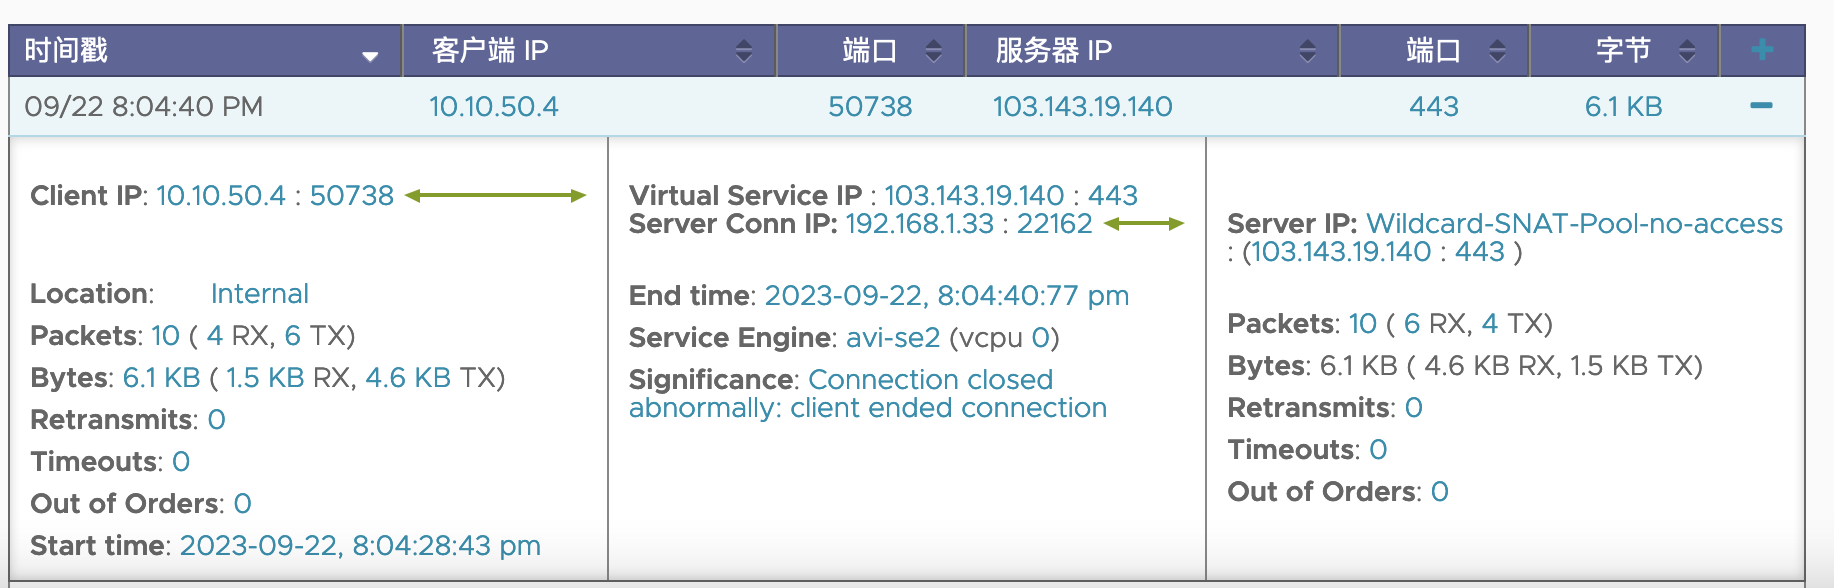 时间戳 客户端 IP 端口 服务器 IP 端口 字节
09/22 8:04:40 PM 10.10.50.4 50738 103.143.19.140 443 6.1 KB
Client IP: 10.10.50.4 : 50738
Location: Internal
Packets: 10 ( 4 RX, 6 TX)
Bytes: 6.1 KB ( 1.5 KB RX, 4.6 KB TX)
Retransmits: 0
Timeouts: 0
Out of Orders: 0
Start time: 2023-09-22, 8:04:28:43 pm
Virtual Service IP : 103.143.19.140 : 443
Server Conn IP: 192.168.1.33 : 22162
End time: 2023-09-22, 8:04:40:77 pm
Service Engine: avi-se2 (vcpu 0)
Significance: Connection closed
abnormally: client ended connection
Server IP: Wildcard-SNAT-Pool-no-access
: (103.143.19.140 : 443 )
Packets: 10 ( 6 RX, 4 TX)
Bytes: 6.1 KB ( 4.6 KB RX, 1.5 KB TX)
Retransmits: 0
Timeouts: 0
Out of Orders: 0